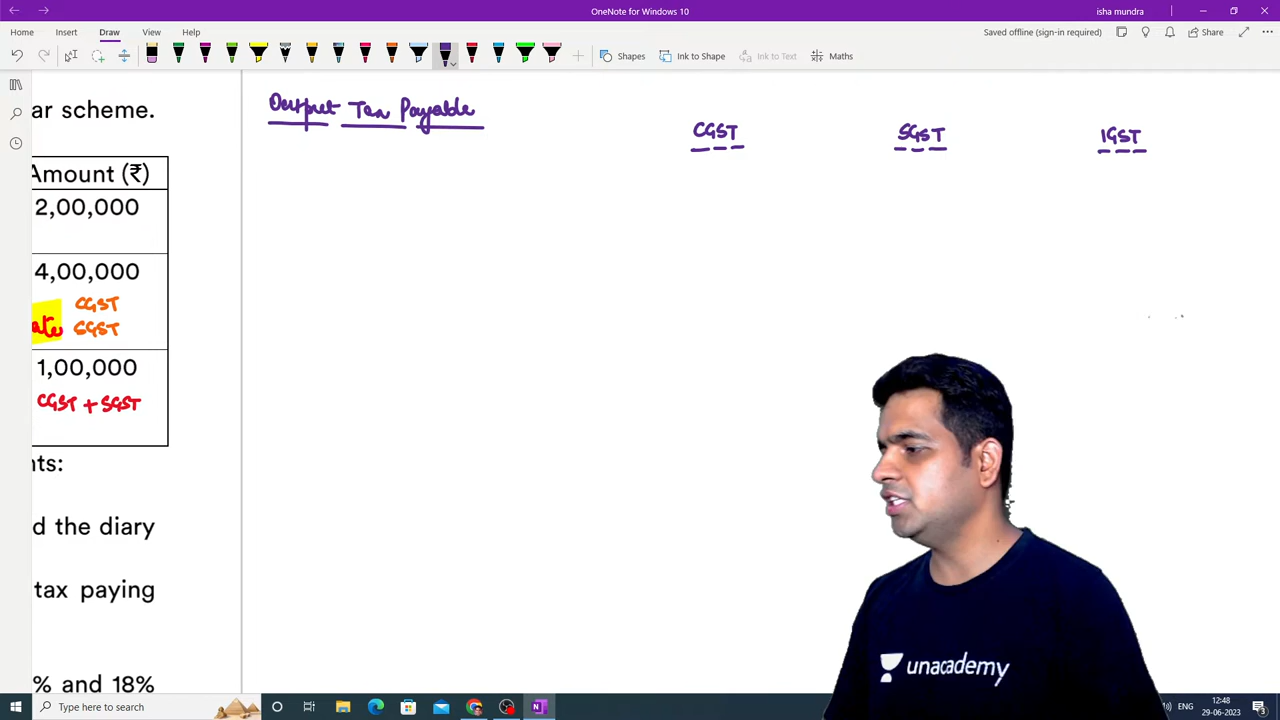 OneNote for Windows 10
isha mundra
Home Insert Draw View Help
Saved offline (sign-in required) Share
Shapes Ink to Shape Ink to Text Maths
ar scheme.
Amount (₹)
2,00,000
4,00,000
CGST
ate SGST
1,00,000
CGST + SGST
nts:
d the diary
tax paying
% and 18%
Output Tax Payable
CGST SGST IGST
unacademy
Type here to search
ENG
12:48
29-06-2023